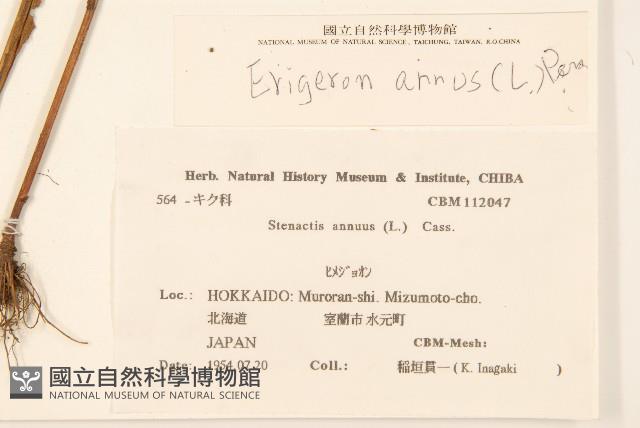 國立自然科學博物館
NATIONAL MUSEUM OF NATURAL SCIENCE, TAICHUNG, TAIWAN, R.O.CHINA
Erigeron annus (L.) Pers.
Herb. Natural History Museum & Institute, CHIBA
564 - キク科 CBM 112047
Stenactis annuus (L.) Cass.
ﾋﾒｼﾞｮｵﾝ
Loc.: HOKKAIDO: Muroran-shi. Mizumoto-cho.
北海道 室蘭市 水元町
JAPAN CBM-Mesh:
Date: 1954.07.20 Coll.: 稲垣貫一 ( K. Inagaki )
國立自然科學博物館
NATIONAL MUSEUM OF NATURAL SCIENCE